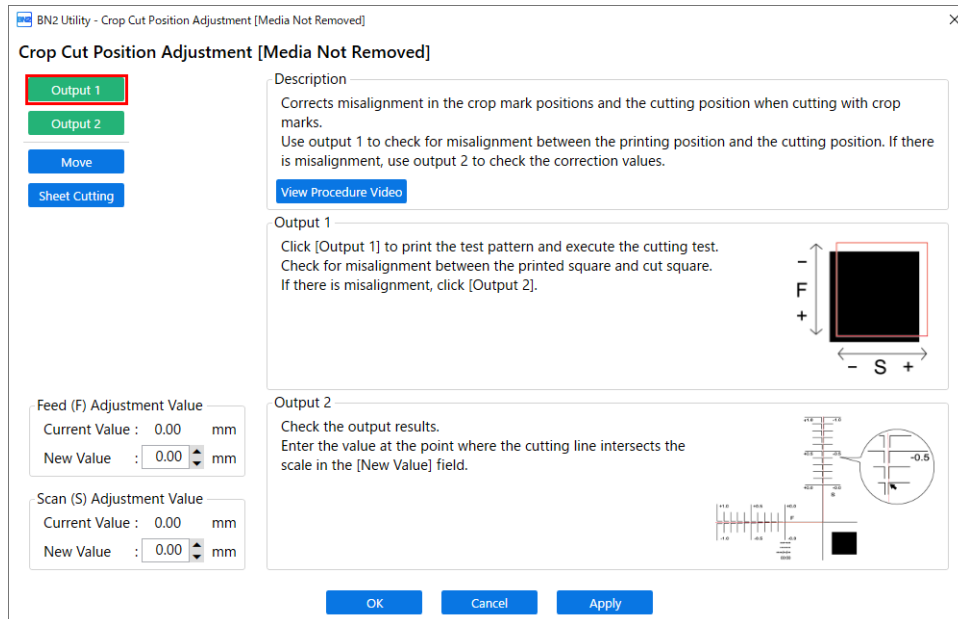 BN2 Utility - Crop Cut Position Adjustment [Media Not Removed]
Crop Cut Position Adjustment [Media Not Removed]
Output 1
Output 2
Move
Sheet Cutting
Description
Corrects misalignment in the crop mark positions and the cutting position when cutting with crop
marks.
Use output 1 to check for misalignment between the printing position and the cutting position. If there
is misalignment, use output 2 to check the correction values.
View Procedure Video
Output 1
Click [Output 1] to print the test pattern and execute the cutting test.
Check for misalignment between the printed square and cut square.
If there is misalignment, click [Output 2].
−
F
+
− S +
Feed (F) Adjustment Value
Current Value : 0.00 mm
New Value : 0.00 mm
Scan (S) Adjustment Value
Current Value : 0.00 mm
New Value : 0.00 mm
Output 2
Check the output results.
Enter the value at the point where the cutting line intersects the
scale in the [New Value] field.
-0.5
S
F
OK
Cancel
Apply